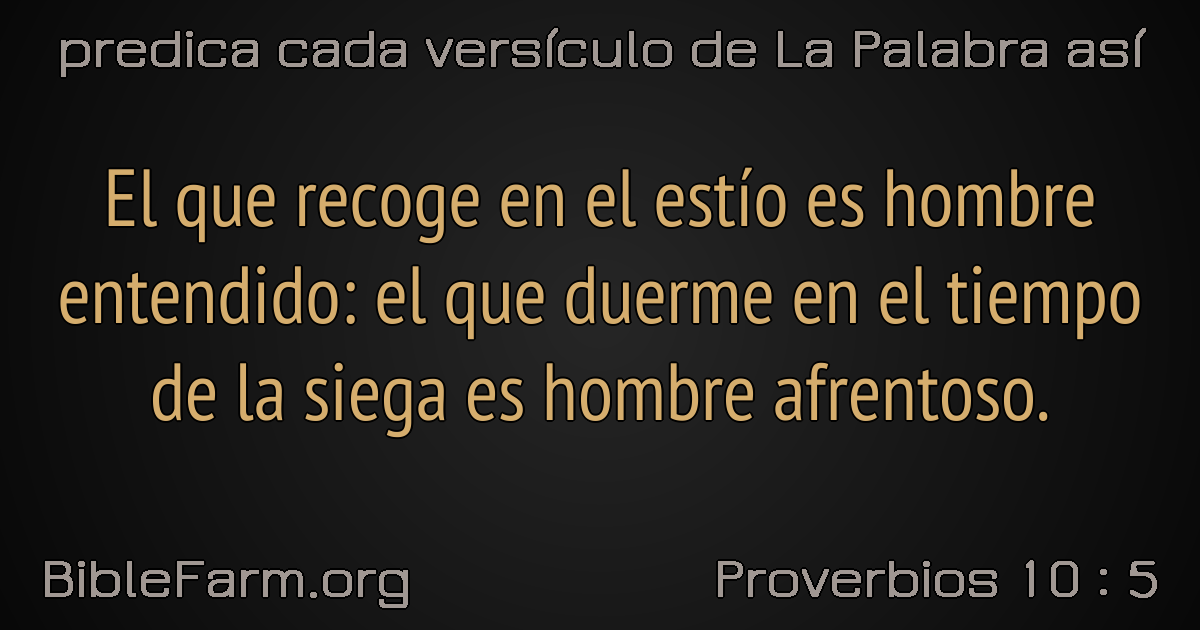 predica cada versículo de La Palabra así
El que recoge en el estío es hombre
entendido: el que duerme en el tiempo
de la siega es hombre afrentoso.
BibleFarm.org
Proverbios 10 : 5